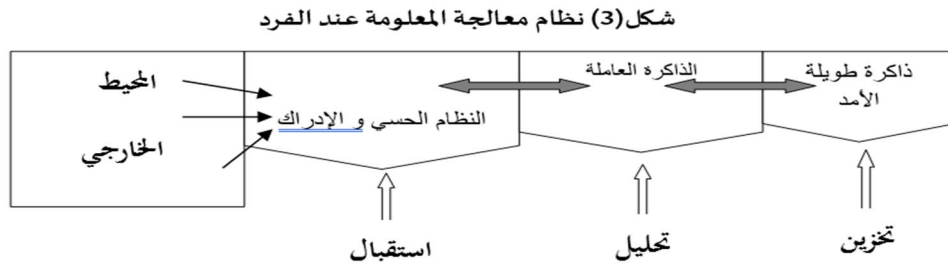 شكل(3) نظام معالجة المعلومة عند الفرد
ذاكرة طويلة
الأمد
الذاكرة العاملة
النظام الحسي و الإدراك
المحيط
الخارجي
تخزين
تحليل
استقبال